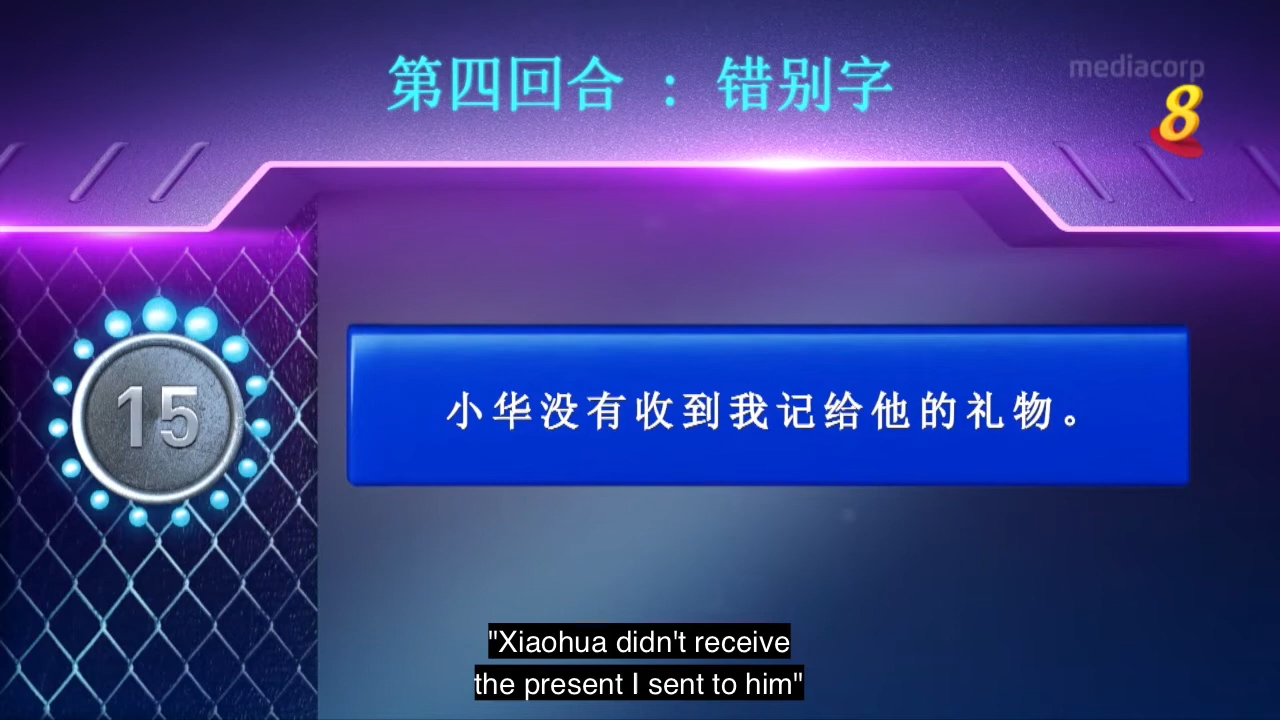 第四回合 : 错别字
mediacorp
8
15
小华没有收到我记给他的礼物。
"Xiaohua didn't receive
the present I sent to him"